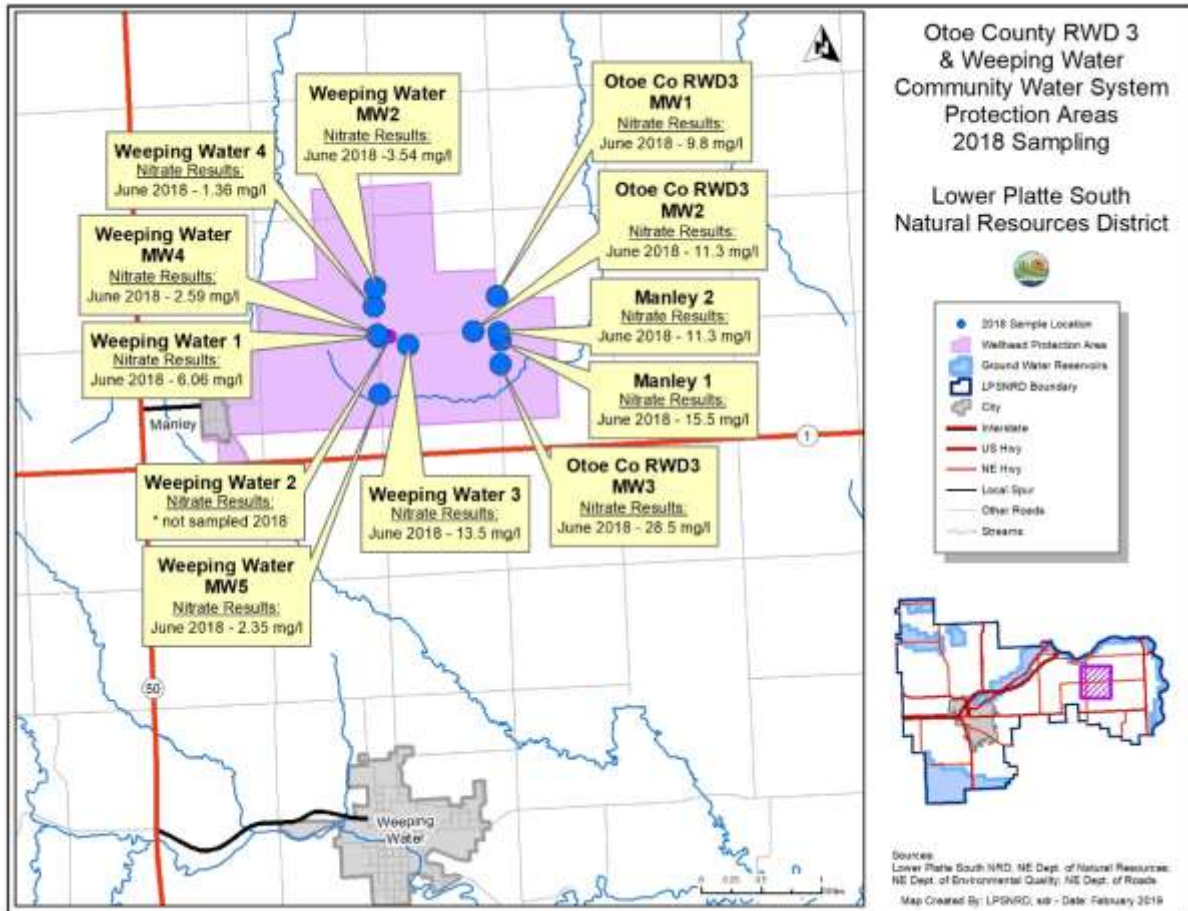 Otoe County RWD 3
& Weeping Water
Community Water System
Protection Areas
2018 Sampling
Lower Platte South
Natural Resources District
Weeping Water
MW2
Nitrate Results:
June 2018 -3.54 mg/l
Otoe Co RWD3
MW1
Nitrate Results:
June 2018 - 9.8 mg/l
Weeping Water 4
Nitrate Results:
June 2018 - 1.36 mg/l
Otoe Co RWD3
MW2
Nitrate Results:
June 2018 - 11.3 mg/l
Weeping Water
MW4
Nitrate Results:
June 2018 - 2.59 mg/l
Manley 2
Nitrate Results:
June 2018 - 11.3 mg/l
Weeping Water 1
Nitrate Results:
June 2018 - 6.06 mg/l
Manley 1
Nitrate Results:
June 2018 - 15.5 mg/l
Manley
1
Otoe Co RWD3
MW3
Nitrate Results:
June 2018 - 28.5 mg/l
Weeping Water 2
Nitrate Results:
* not sampled 2018
Weeping Water 3
Nitrate Results:
June 2018 - 13.5 mg/l
Weeping Water
MW5
Nitrate Results:
June 2018 - 2.35 mg/l
50
Weeping
Water
2018 Sample Location
Wellhead Protection Area
Ground Water Reservoirs
LPSNRD Boundary
City
Interstate
US Hwy
NE Hwy
Local Spur
Other Roads
Streams
Sources:
Lower Platte South NRD; NE Dept. of Natural Resources;
NE Dept. of Environmental Quality; NE Dept. of Roads
Map Created By: LPSNRD, sdr - Date: February 2019